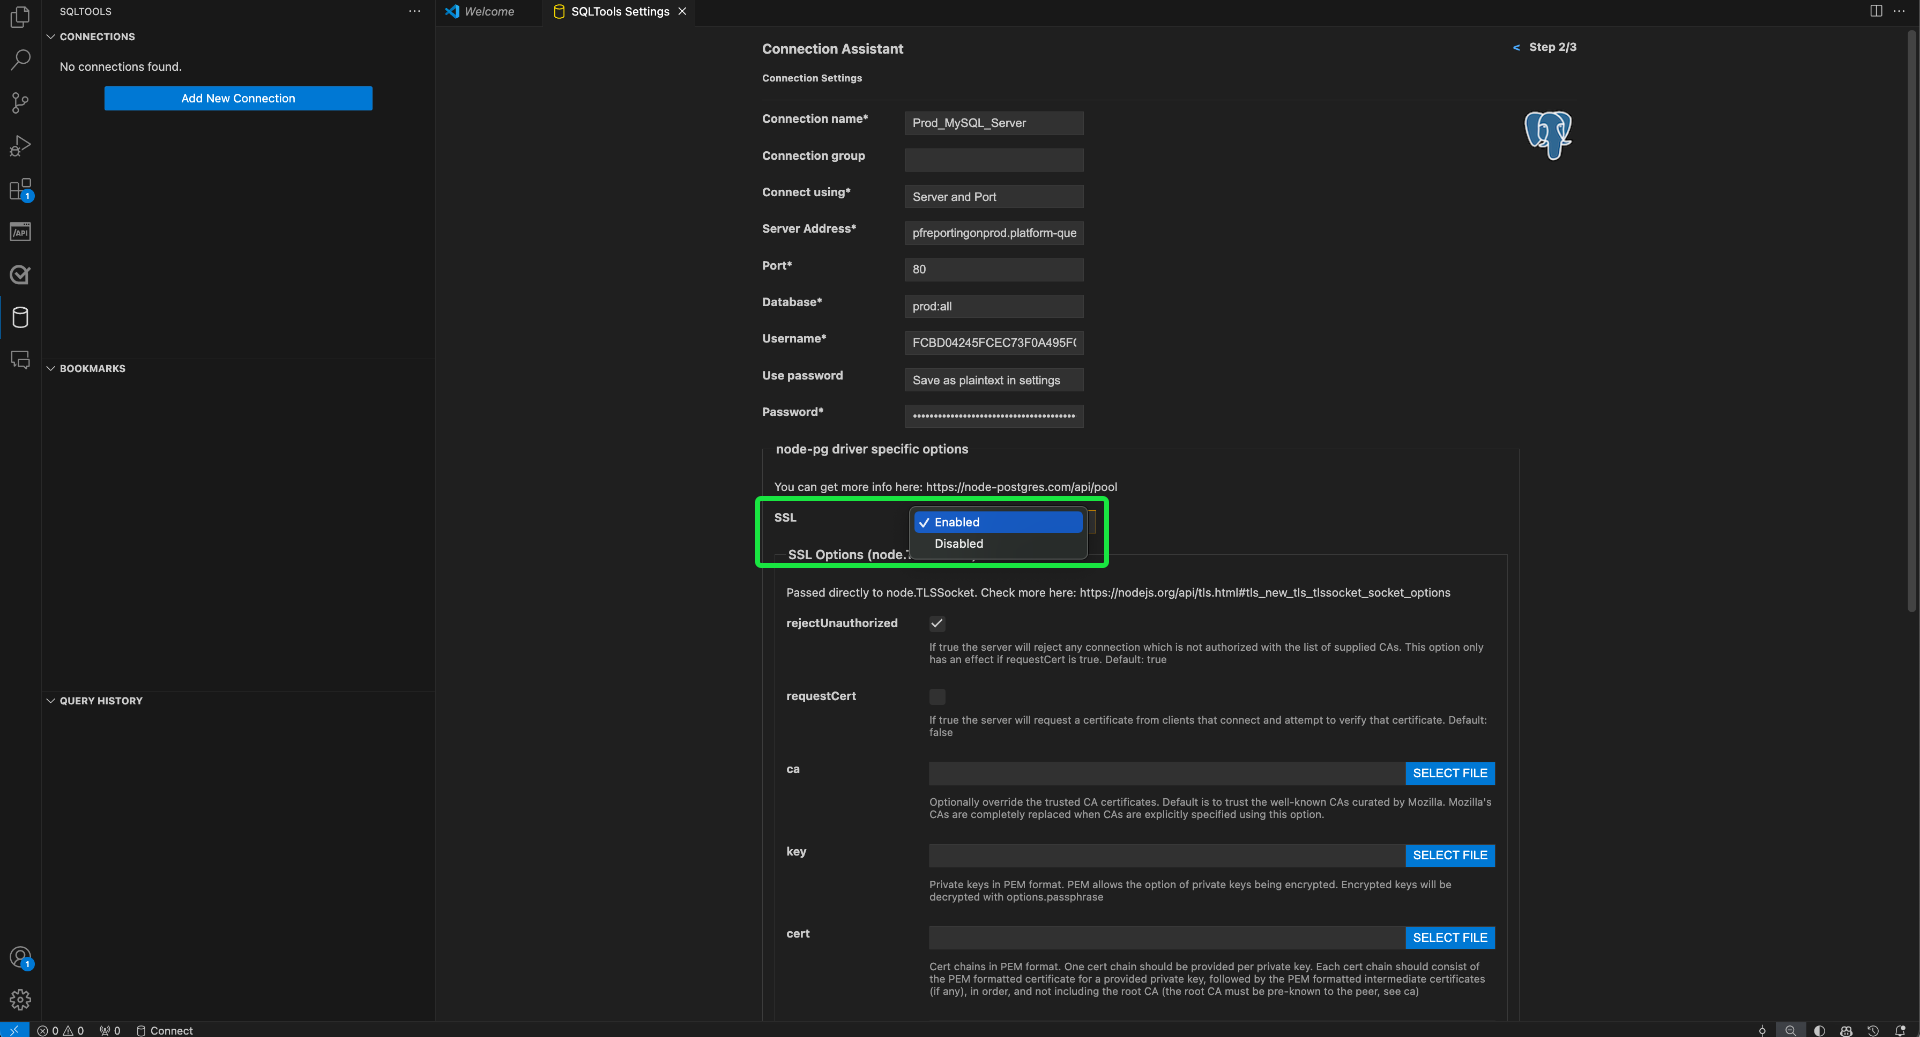 SQLTOOLS
CONNECTIONS
No connections found.
Add New Connection
BOOKMARKS
QUERY HISTORY
/API
1
1
Welcome
SQLTools Settings
Connection Assistant
< Step 2/3
Connection Settings
Connection name* Prod_MySQL_Server
Connection group
Connect using* Server and Port
Server Address* pfreportingonprod.platform-que
Port* 80
Database* prod:all
Username* FCBD04245FCEC73F0A495F
Use password Save as plaintext in settings
Password* ••••••••••••••••••••••••••••••••••••••
node-pg driver specific options
You can get more info here: https://node-postgres.com/api/pool
SSL
Enabled
Disabled
SSL Options (node.T
Passed directly to node.TLSSocket. Check more here: https://nodejs.org/api/tls.html#tls_new_tls_tlssocket_socket_options
rejectUnauthorized
If true the server will reject any connection which is not authorized with the list of supplied CAs. This option only
has an effect if requestCert is true. Default: true
requestCert
If true the server will request a certificate from clients that connect and attempt to verify that certificate. Default:
false
ca SELECT FILE
Optionally override the trusted CA certificates. Default is to trust the well-known CAs curated by Mozilla. Mozilla's
CAs are completely replaced when CAs are explicitly specified using this option.
key SELECT FILE
Private keys in PEM format. PEM allows the option of private keys being encrypted. Encrypted keys will be
decrypted with options.passphrase
cert SELECT FILE
Cert chains in PEM format. One cert chain should be provided per private key. Each cert chain should consist of
the PEM formatted certificate for a provided private key, followed by the PEM formatted intermediate certificates
(if any), in order, and not including the root CA (the root CA must be pre-known to the peer, see ca)
0 0 0 Connect